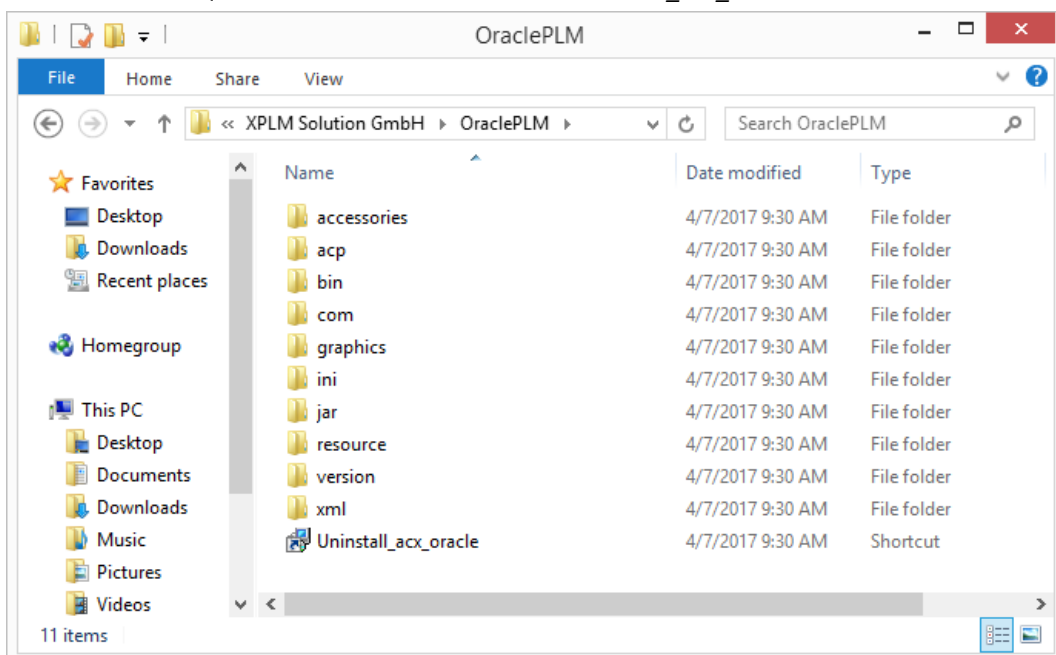 OraclePLM
File Home Share View
« XPLM Solution GmbH OraclePLM Search OraclePLM
Name Date modified Type
Favorites
Desktop
Downloads
Recent places
Homegroup
This PC
Desktop
Documents
Downloads
Music
Pictures
Videos
accessories 4/7/2017 9:30 AM File folder
acp 4/7/2017 9:30 AM File folder
bin 4/7/2017 9:30 AM File folder
com 4/7/2017 9:30 AM File folder
graphics 4/7/2017 9:30 AM File folder
ini 4/7/2017 9:30 AM File folder
jar 4/7/2017 9:30 AM File folder
resource 4/7/2017 9:30 AM File folder
version 4/7/2017 9:30 AM File folder
xml 4/7/2017 9:30 AM File folder
Uninstall_acx_oracle 4/7/2017 9:30 AM Shortcut
11 items